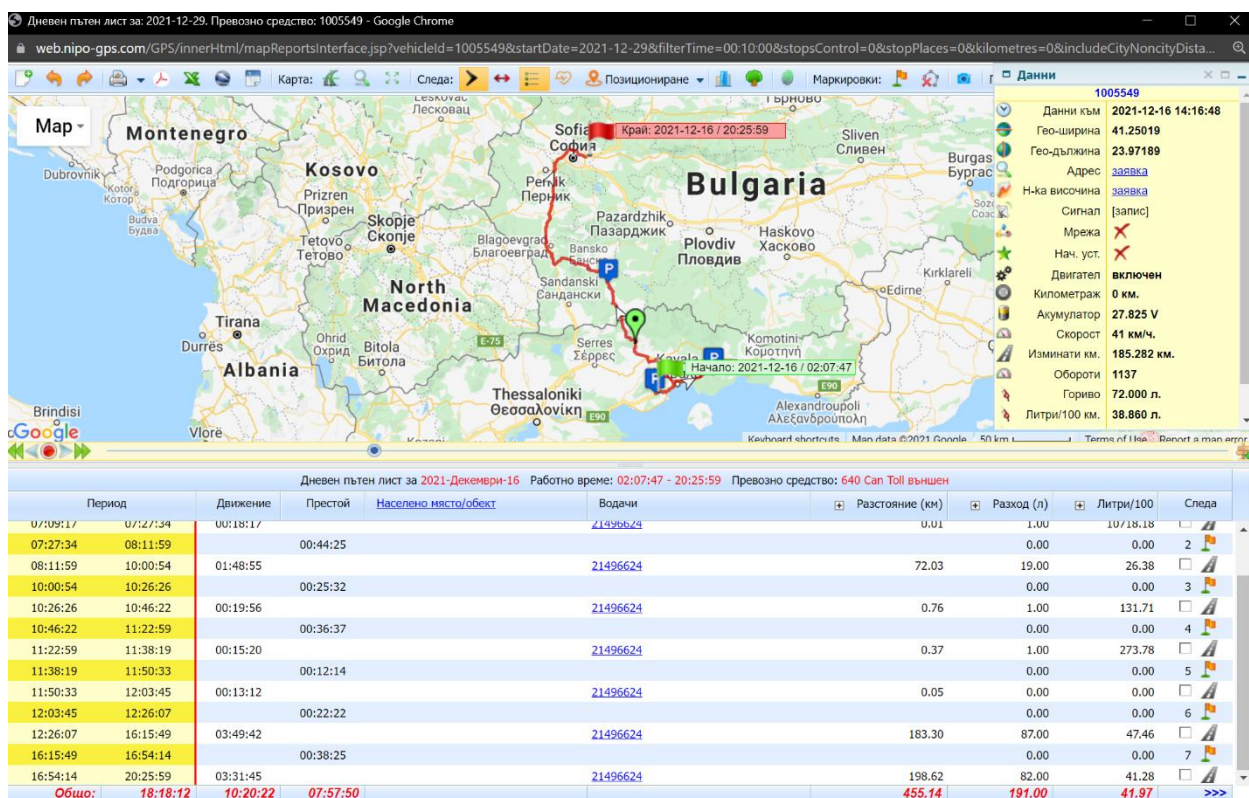 Дневен пътен лист за: 2021-12-29. Превозно средство: 1005549 - Google Chrome
web.nipo-gps.com/GPS/innerHtml/mapReportsInterface.jsp?vehicleId=1005549&startDate=2021-12-29&filterTime=00:10:00&stopsControl=0&stopPlaces=0&kilometres=0&includeCityNoncityDista...
Карта: Следа: Позициониране Маркировки:
Данни
1005549
Данни към 2021-12-16 14:16:48
Гео-ширина 41.25019
Гео-дължина 23.97189
Адрес заявка
Н-ка височина заявка
Сигнал [запис]
Мрежа
Нач. уст.
Двигател включен
Километраж 0 км.
Акумулатор 27.825 V
Скорост 41 км/ч.
Изминати км. 185.282 км.
Обороти 1137
Гориво 72.000 л.
Литри/100 км. 38.860 л.
Map
Leskovac
Лесковац
Montenegro
Sofia
София
Край: 2021-12-16 / 20:25:59
Sliven
Сливен
Burgas
Бургас
Dubrovnik
Podgorica
Подгорица
Kotor
Котор
Kosovo
Pernik
Перник
Bulgaria
Prizren
Призрен
Budva
Будва
Skopje
Скопје
Pazardzhik
Пазарджик
Haskovo
Хасково
Tetovo
Тетово
Blagoevgrad
Благоевград
Bansko
Банско
Plovdiv
Пловдив
Kırklareli
North
Macedonia
Sandanski
Сандански
Edirne
Tirana
Durrës
Ohrid
Охрид
Bitola
Битола
E-75
Serres
Σέρρες
Komotini
Κομοτηνή
Albania
Kavala
Начало: 2021-12-16 / 02:07:47
E90
Thessaloniki
Θεσσαλονίκη
E90
Alexandroupoli
Αλεξανδρούπολη
Brindisi
Vlorë
Google
Keyboard shortcuts Map data ©2021 Google 50 km Terms of Use Report a map error
Дневен пътен лист за 2021-Декември-16 Работно време: 02:07:47 - 20:25:59 Превозно средство: 640 Can Toll външен
Период Движение Престой Населено място/обект Водачи Разстояние (км) Разход (л) Литри/100 Следа
07:09:17 07:27:34 00:18:17 21496624 0.01 1.00 10718.18
07:27:34 08:11:59 00:44:25 0.00 0.00 2
08:11:59 10:00:54 01:48:55 21496624 72.03 19.00 26.38
10:00:54 10:26:26 00:25:32 0.00 0.00 3
10:26:26 10:46:22 00:19:56 21496624 0.76 1.00 131.71
10:46:22 11:22:59 00:36:37 0.00 0.00 4
11:22:59 11:38:19 00:15:20 21496624 0.37 1.00 273.78
11:38:19 11:50:33 00:12:14 0.00 0.00 5
11:50:33 12:03:45 00:13:12 21496624 0.05 0.00 0.00
12:03:45 12:26:07 00:22:22 0.00 0.00 6
12:26:07 16:15:49 03:49:42 21496624 183.30 87.00 47.46
16:15:49 16:54:14 00:38:25 0.00 0.00 7
16:54:14 20:25:59 03:31:45 21496624 198.62 82.00 41.28
Общо: 18:18:12 10:20:22 07:57:50 455.14 191.00 41.97 >>>